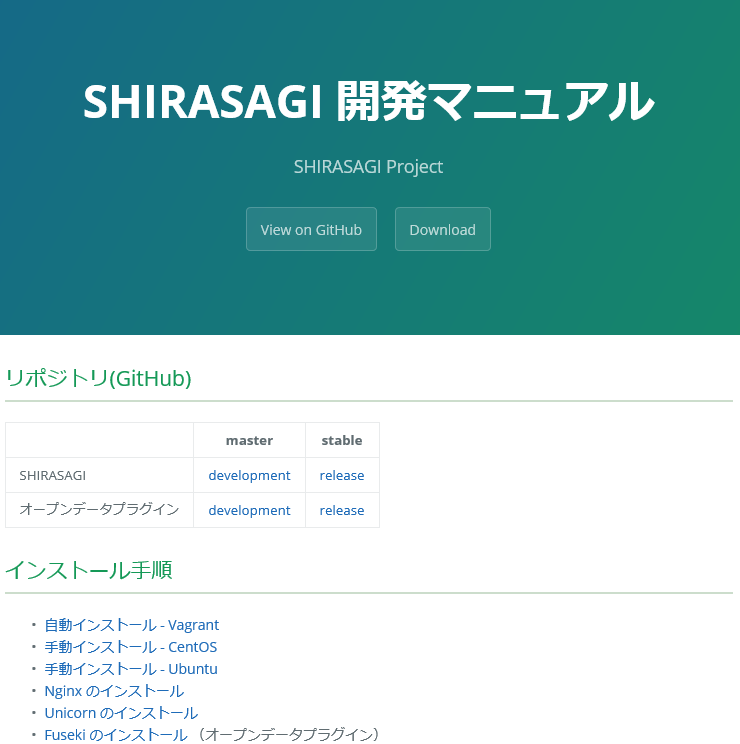 SHIRASAGI 開発マニュアル
SHIRASAGI Project
View on GitHub Download
リポジトリ(GitHub)
master stable
SHIRASAGI development release
オープンデータプラグイン development release
インストール手順
・ 自動インストール - Vagrant
・ 手動インストール - CentOS
・ 手動インストール - Ubuntu
・ Nginx のインストール
・ Unicorn のインストール
・ Fuseki のインストール （オープンデータプラグイン）